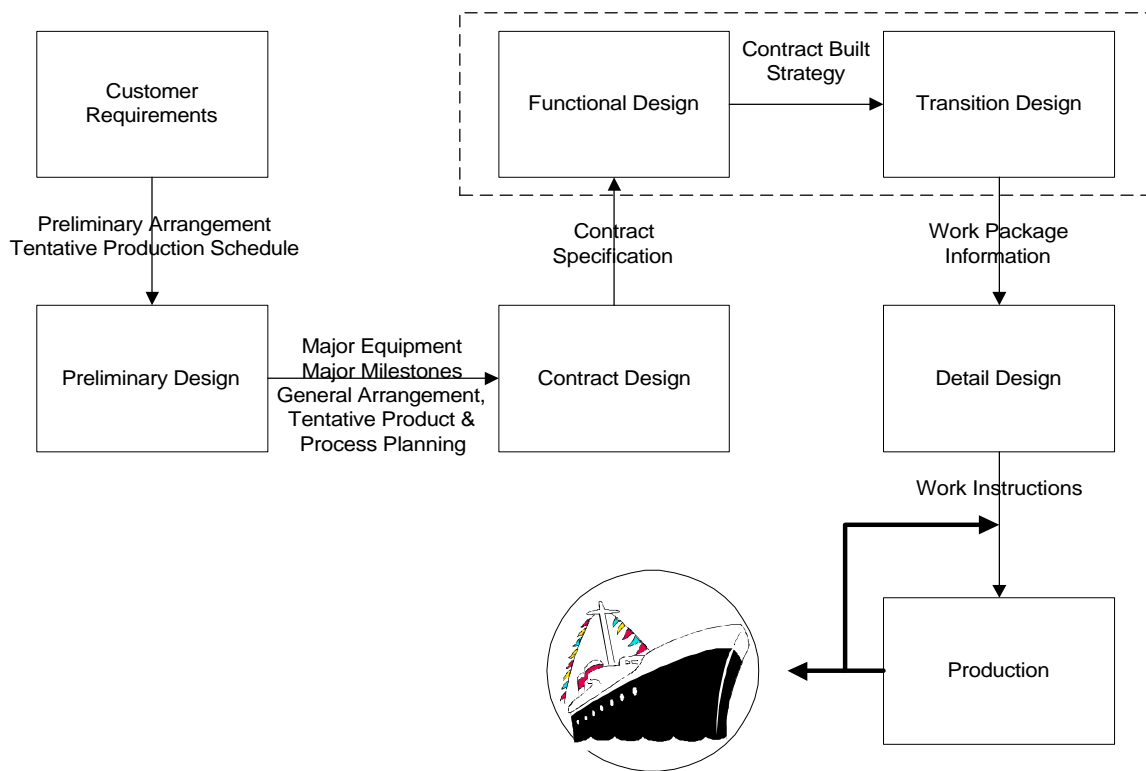 Customer
Requirements
Preliminary Arrangement
Tentative Production Schedule
Preliminary Design
Major Equipment
Major Milestones
General Arrangement,
Tentative Product &
Process Planning
Contract Design
Contract
Specification
Functional Design
Contract Built
Strategy
Transition Design
Work Package
Information
Detail Design
Work Instructions
Production